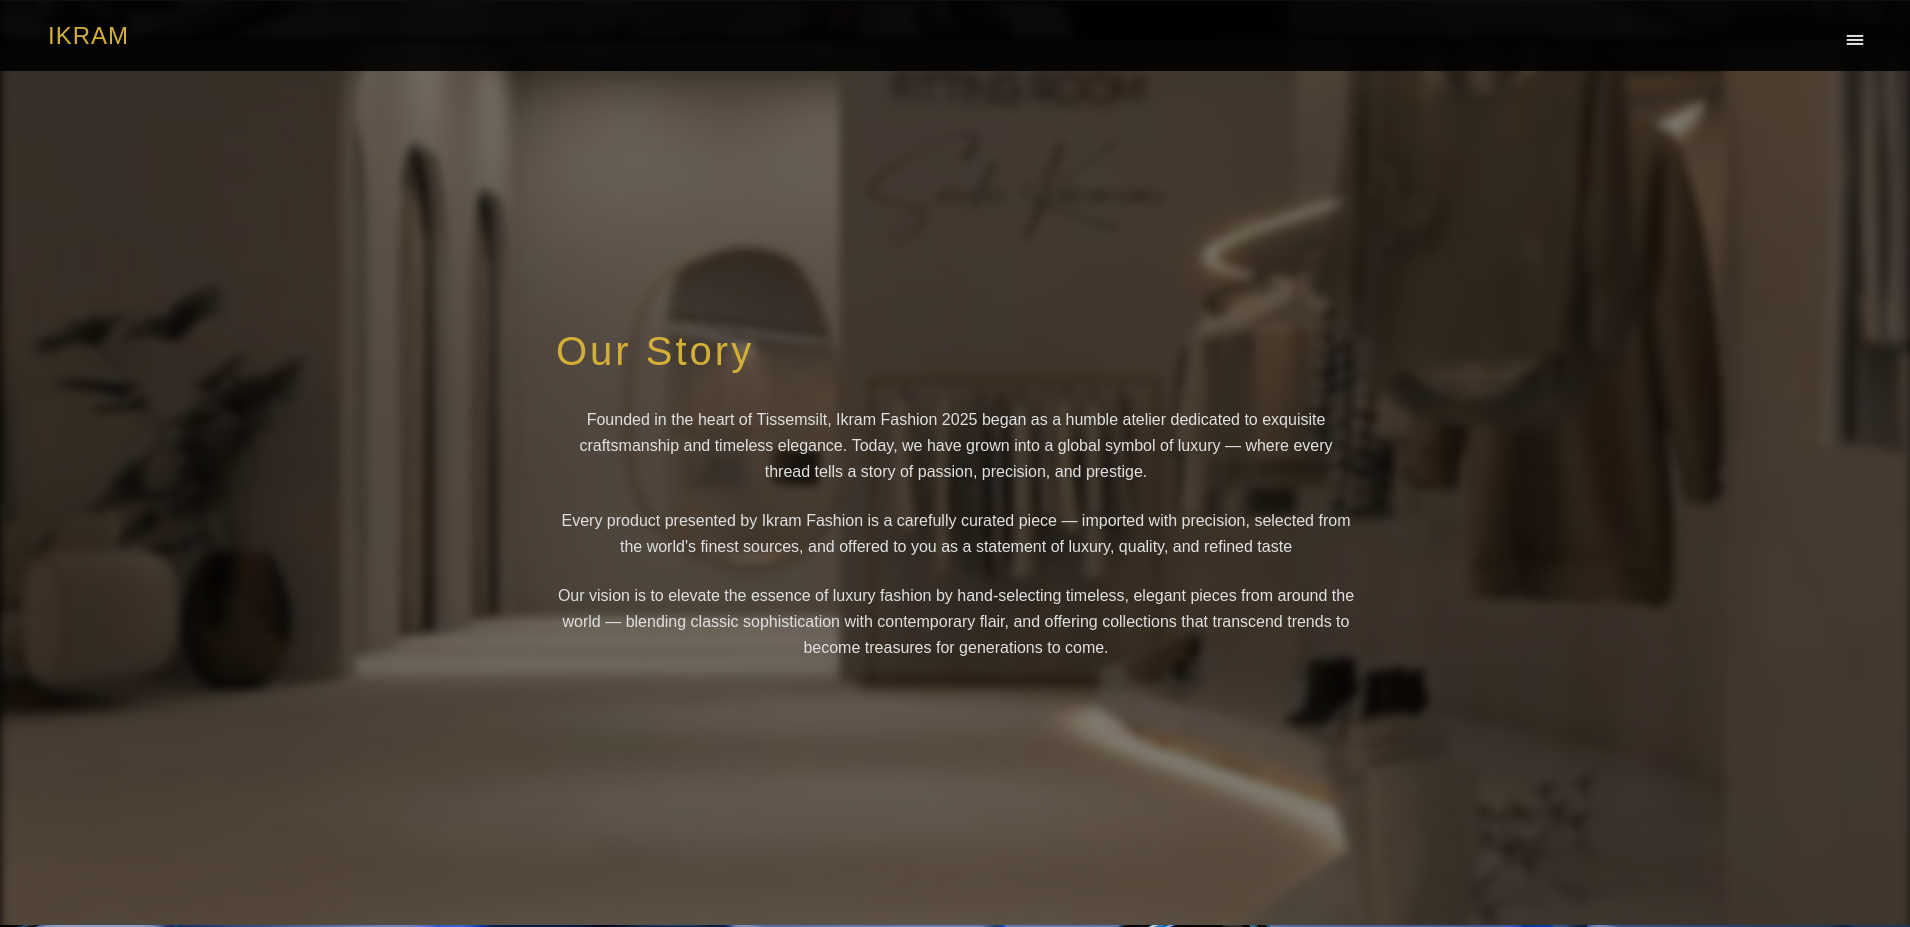 IKRAM
FITTING ROOM
Our Story
Founded in the heart of Tissemsilt, Ikram Fashion 2025 began as a humble atelier dedicated to exquisite
craftsmanship and timeless elegance. Today, we have grown into a global symbol of luxury — where every
thread tells a story of passion, precision, and prestige.
Every product presented by Ikram Fashion is a carefully curated piece — imported with precision, selected from
the world's finest sources, and offered to you as a statement of luxury, quality, and refined taste
Our vision is to elevate the essence of luxury fashion by hand-selecting timeless, elegant pieces from around the
world — blending classic sophistication with contemporary flair, and offering collections that transcend trends to
become treasures for generations to come.